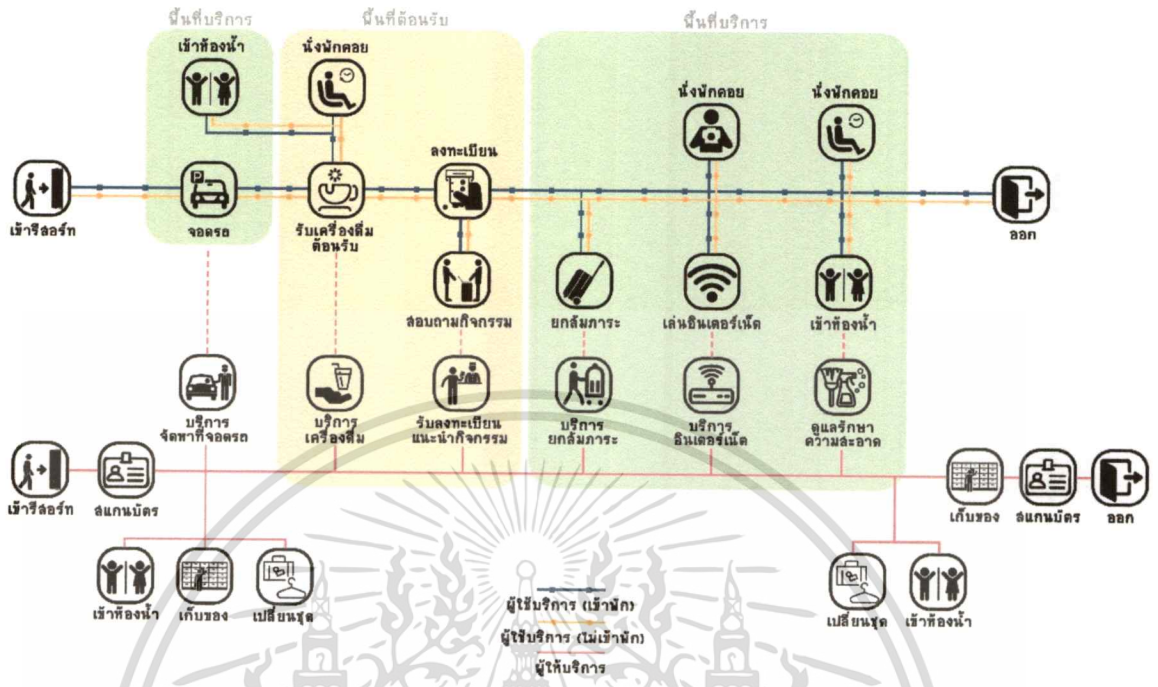 พื้นที่บริการ
พื้นที่ต้อนรับ
พื้นที่บริการ
เข้าห้องน้ำ
นั่งพักคอย
นั่งพักคอย
นั่งพักคอย
ลงทะเบียน
P
เข้ารีสอร์ท
จอดรถ
รับเครื่องดื่ม
ต้อนรับ
ออก
สอบถามกิจกรรม
ยกสัมภาระ
เล่นอินเตอร์เน็ต
เข้าห้องน้ำ
บริการ
จัดหาที่จอดรถ
บริการ
เครื่องดื่ม
รับลงทะเบียน
แนะนำกิจกรรม
บริการ
ยกสัมภาระ
บริการ
อินเตอร์เน็ต
ดูแลรักษา
ความสะอาด
เข้ารีสอร์ท
สแกนบัตร
เก็บของ
สแกนบัตร
ออก
เข้าห้องน้ำ
เก็บของ
เปลี่ยนชุด
เปลี่ยนชุด
เข้าห้องน้ำ
ผู้ใช้บริการ (เข้าพัก)
ผู้ใช้บริการ (ไม่เข้าพัก)
ผู้ให้บริการ